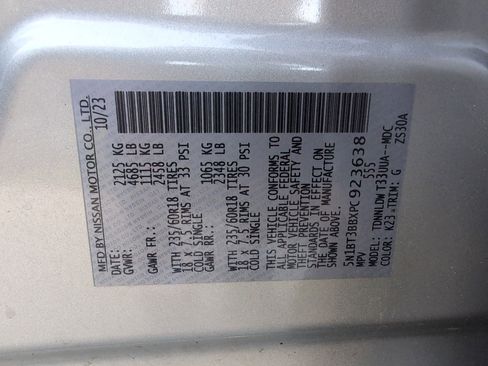 MFD BY NISSAN MOTOR CO., LTD.
DATE: 10/23
GVWR: 2125 KG
4685 LB
GAWR FR.: 1115 KG
2458 LB
WITH 235/60R18 TIRES
18 x 7.5 RIMS AT 33 PSI
COLD SINGLE
GAWR RR.: 1065 KG
2348 LB
WITH 235/60R18 TIRES
18 x 7.5 RIMS AT 30 PSI
COLD SINGLE
THIS VEHICLE CONFORMS TO
ALL APPLICABLE FEDERAL
MOTOR VEHICLE SAFETY AND
THEFT PREVENTION
STANDARDS IN EFFECT ON
THE DATE OF MANUFACTURE
5N1BT3BBXPC923638
MPV 555
MODEL: TDNNLDWT33UUA--MDC
COLOR: K23 TRIM: G ZS30A